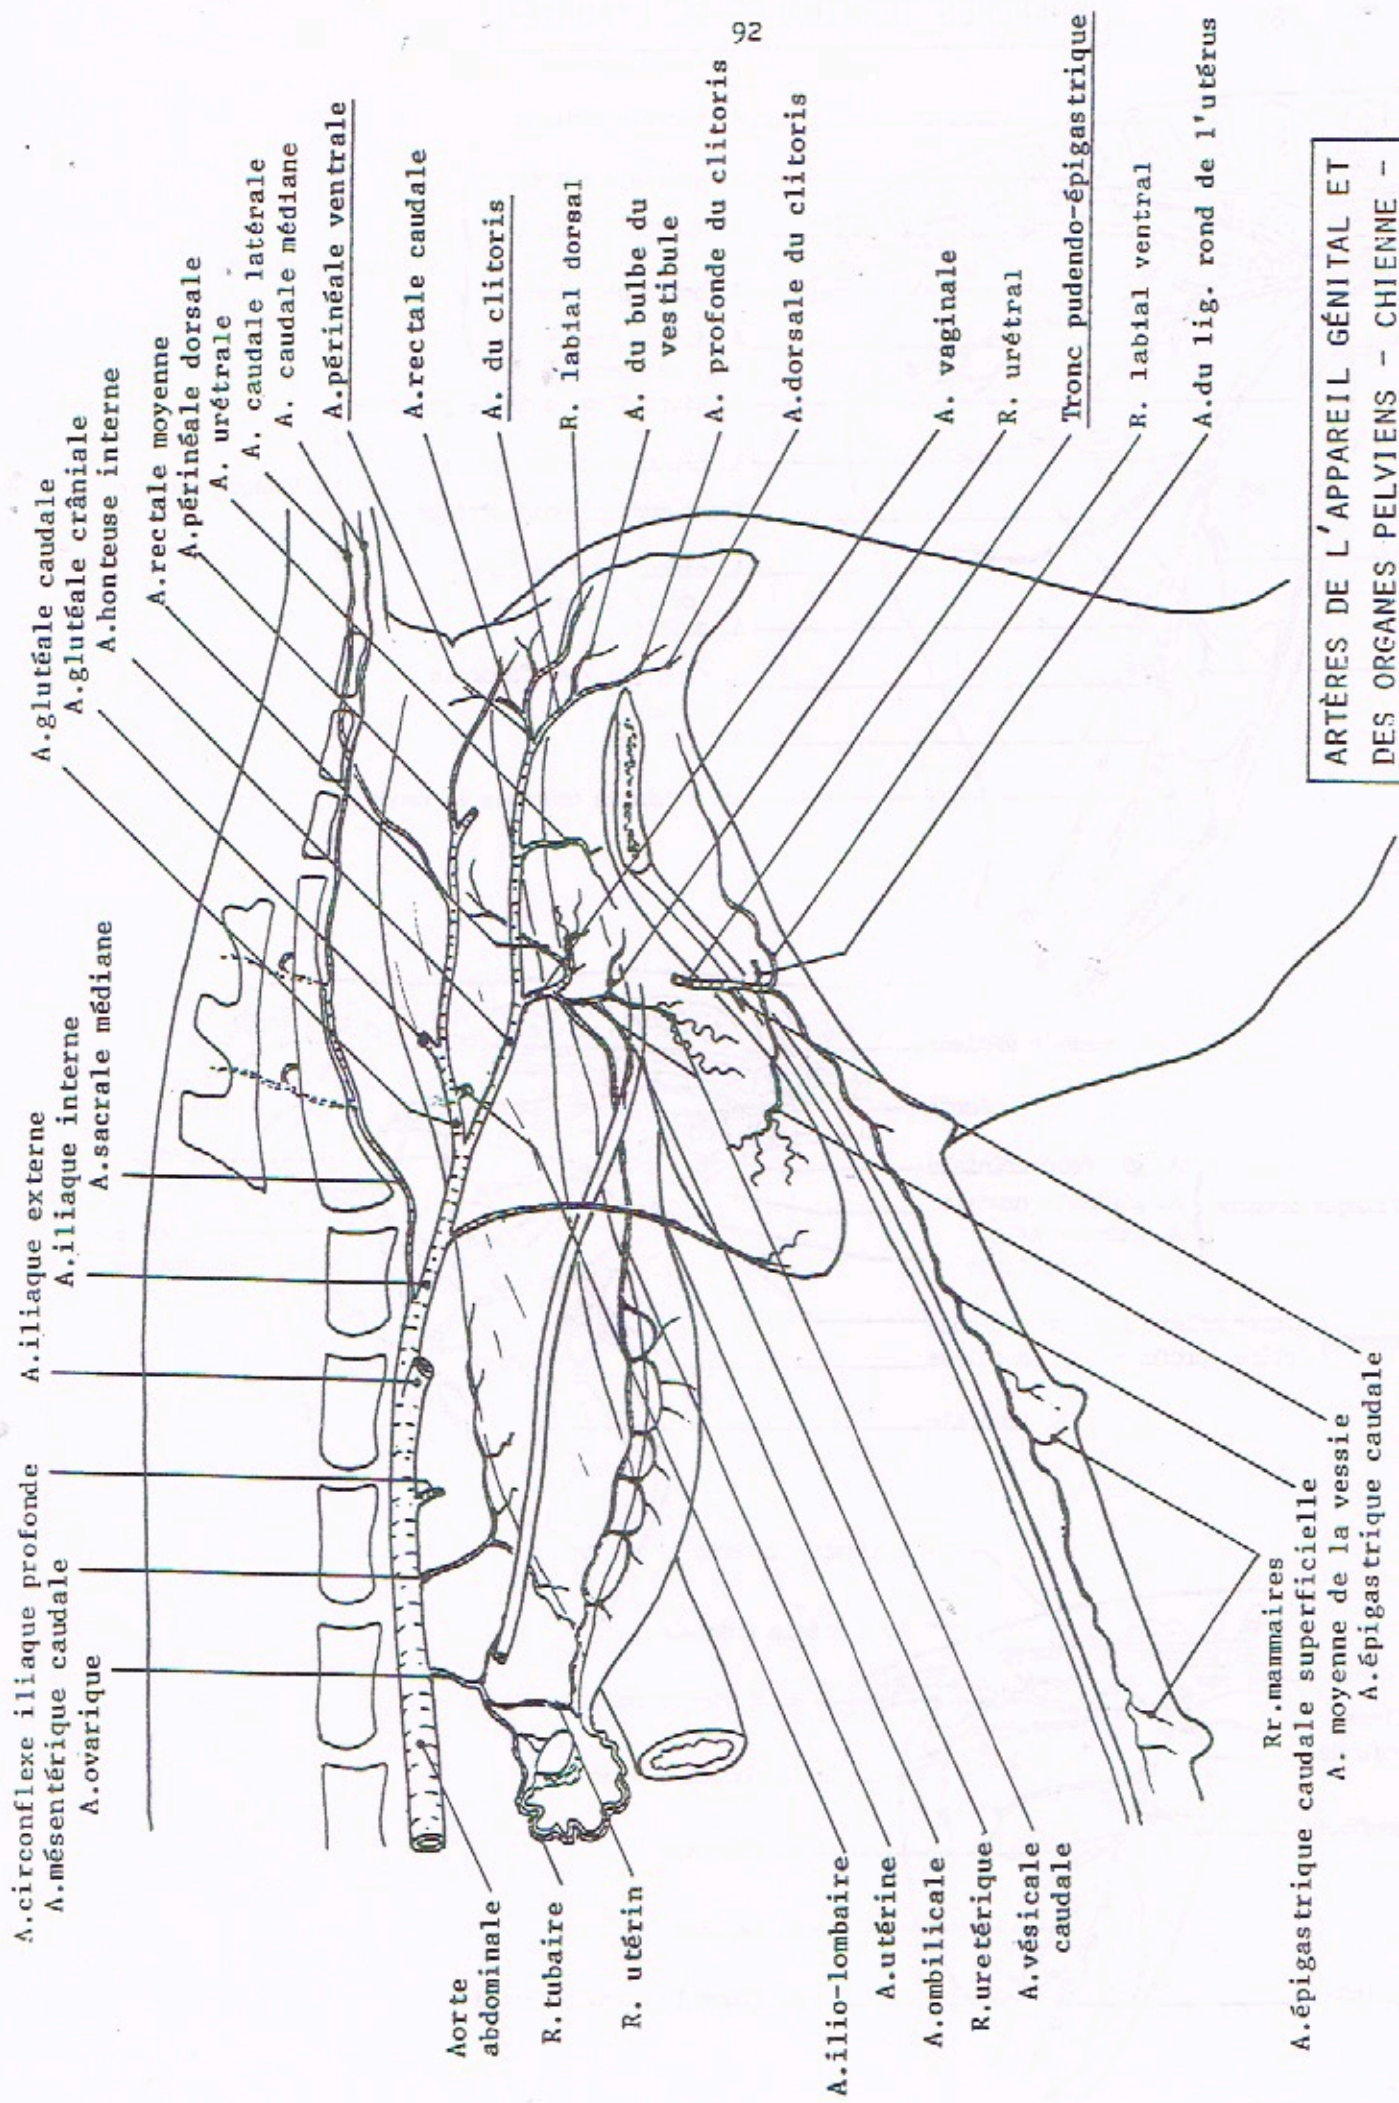 92
A.circonflexe iliaque profonde
A.mésentérique caudale
A.ovarique
A.iliaque externe
A.iliaque interne
A.sacrale médiane
A.glutéale caudale
A.glutéale crâniale
A.honteuse interne
A.rectale moyenne
A.périnéale dorsale
A. urétrale
A. caudale latérale
A. caudale médiane
A.périnéale ventrale
A.rectale caudale
A. du clitoris
R. labial dorsal
A. du bulbe du
vestibule
A. profonde du clitoris
A.dorsale du clitoris
A. vaginale
R. urétral
Tronc pudendo-épigastrique
R. labial ventral
A.du lig. rond de l'utérus
Aorte
abdominale
R.tubaire
R. utérin
A.ilio-lombaire
A.utérine
A.ombilicale
R.uretérique
A.vésicale
caudale
Rr.mammaires
A.épigastrique caudale superficielle
A. moyenne de la vessie
A.épigastrique caudale
ARTÈRES DE L'APPAREIL GÉNITAL ET
DES ORGANES PELVIENS - CHIENNE -